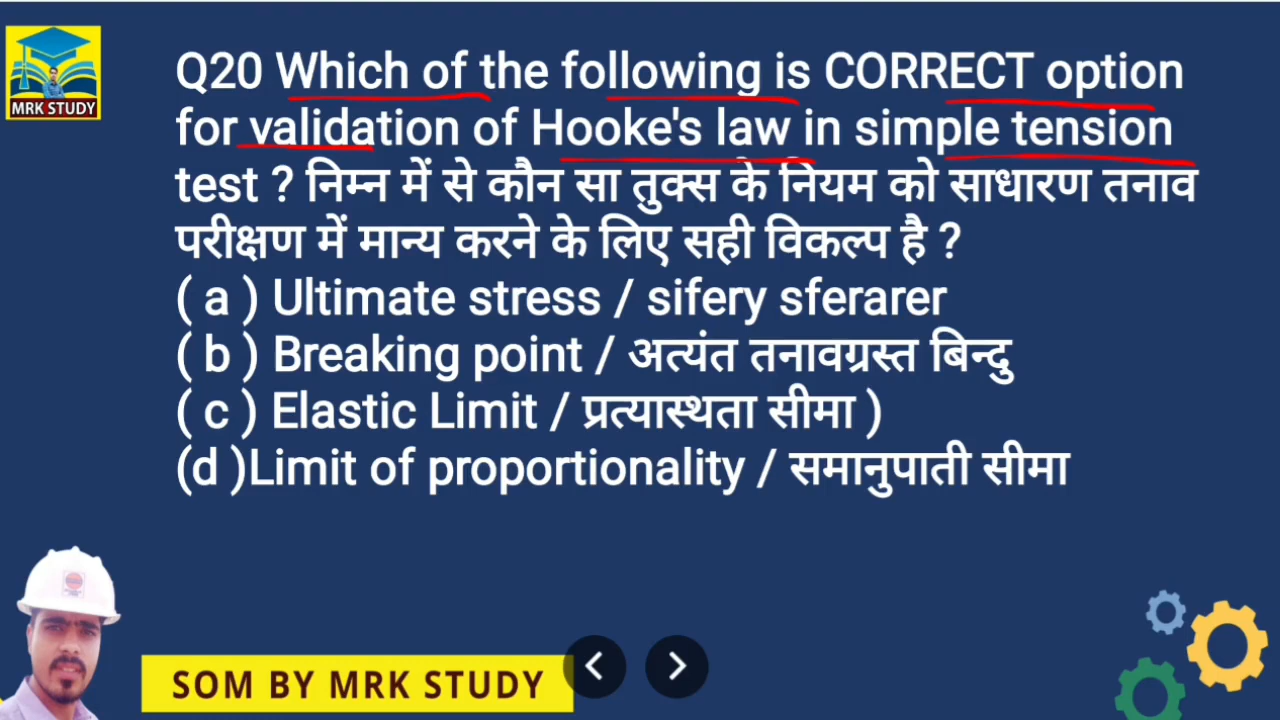 MRK STUDY
Q20 Which of the following is CORRECT option
for validation of Hooke's law in simple tension
test ? निम्न में से कौन सा तुक्स के नियम को साधारण तनाव
परीक्षण में मान्य करने के लिए सही विकल्प है ?
( a ) Ultimate stress / sifery sferarer
( b ) Breaking point / अत्यंत तनावग्रस्त बिन्दु
( c ) Elastic Limit / प्रत्यास्थता सीमा )
(d )Limit of proportionality / समानुपाती सीमा
SOM BY MRK STUDY